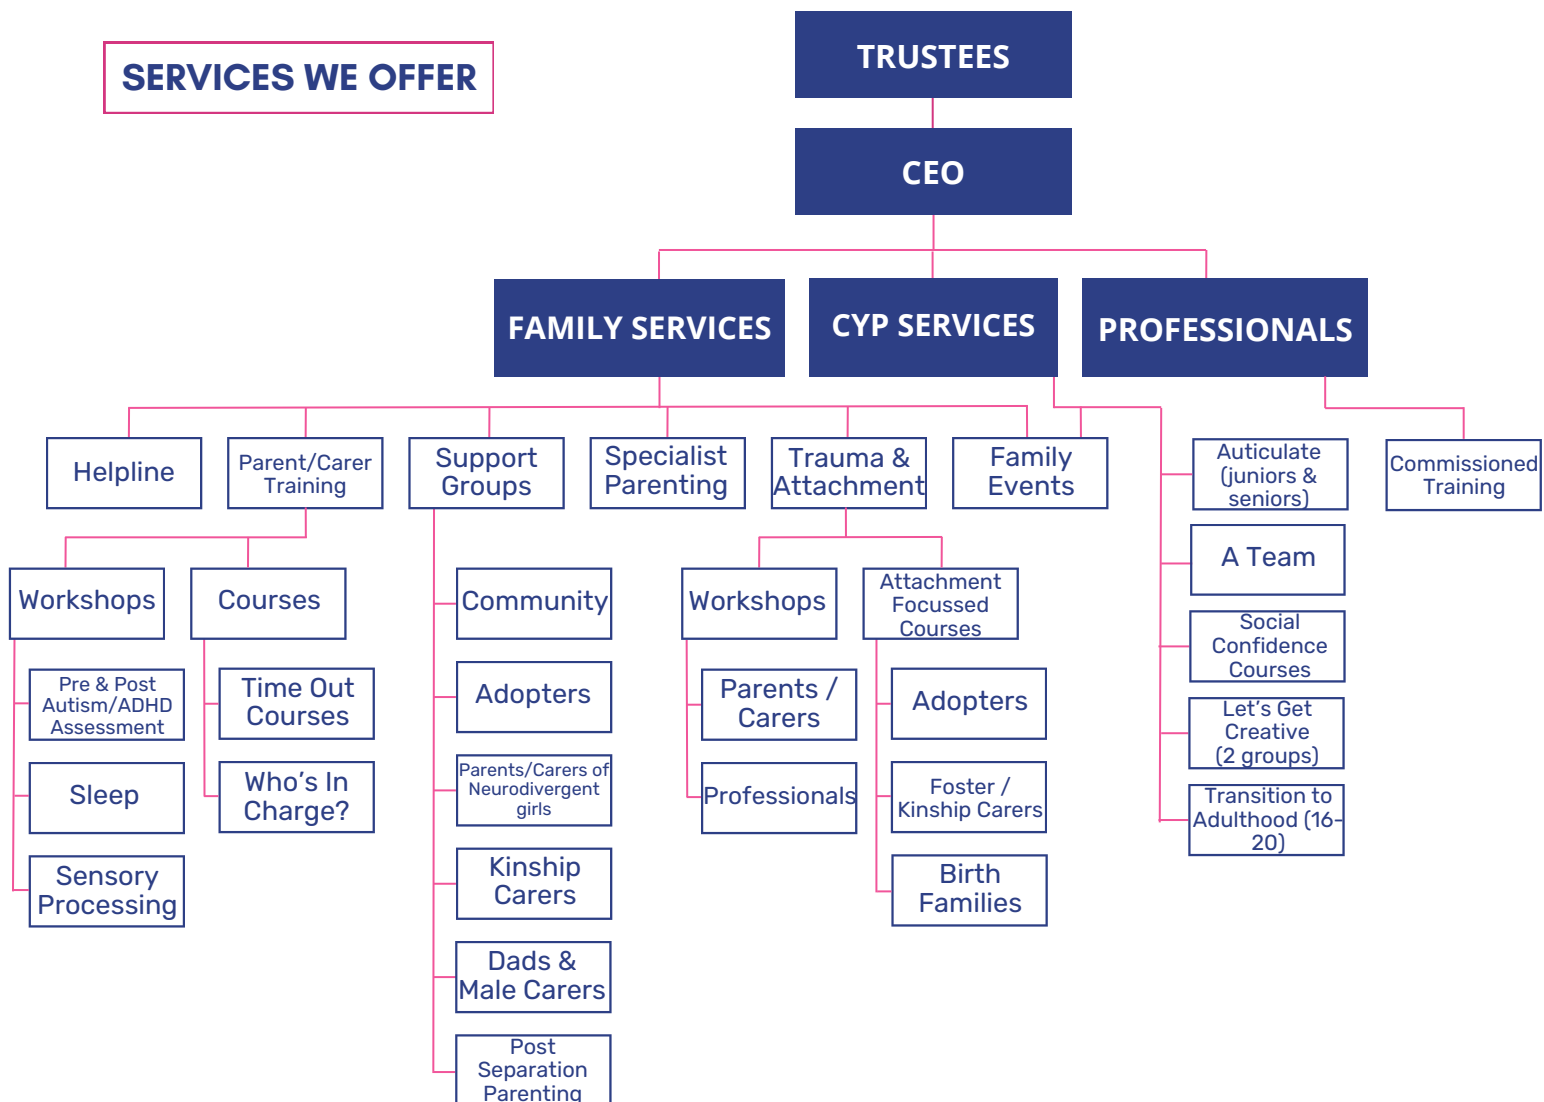 SERVICES WE OFFER
TRUSTEES
CEO
FAMILY SERVICES
CYP SERVICES
PROFESSIONALS
Helpline
Parent/Carer
Training
Support
Groups
Specialist
Parenting
Trauma &
Attachment
Family
Events
Auticulate
(juniors &
seniors)
Commissioned
Training
A Team
Social
Confidence
Courses
Let’s Get
Creative
(2 groups)
Transition to
Adulthood (16-
20)
Workshops
Courses
Pre & Post
Autism/ADHD
Assessment
Sleep
Sensory
Processing
Time Out
Courses
Who’s In
Charge?
Community
Adopters
Parents/Carers of
Neurodivergent
girls
Kinship
Carers
Dads &
Male Carers
Post
Separation
Parenting
Workshops
Attachment
Focussed
Courses
Parents /
Carers
Professionals
Adopters
Foster /
Kinship Carers
Birth
Families